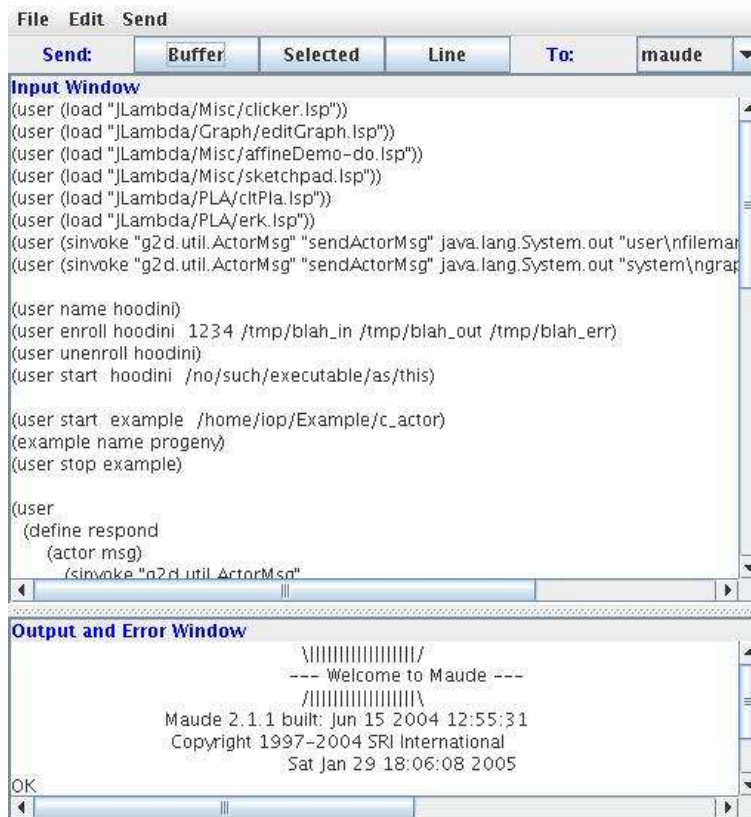 File Edit Send
Send: Buffer Selected Line To: maude
Input Window
(user (load "JLambda/Misc/clicker.lsp"))
(user (load "JLambda/Graph/editGraph.lsp"))
(user (load "JLambda/Misc/affineDemo-do.lsp"))
(user (load "JLambda/Misc/sketchpad.lsp"))
(user (load "JLambda/PLA/cltPla.lsp"))
(user (load "JLambda/PLA/erk.lsp"))
(user (sinvoke "g2d.util.ActorMsg" "sendActorMsg" java.lang.System.out "user\nfilemar
(user (sinvoke "g2d.util.ActorMsg" "sendActorMsg" java.lang.System.out "system\ngrap
(user name hoodini)
(user enroll hoodini 1234 /tmp/blah_in /tmp/blah_out /tmp/blah_err)
(user unenroll hoodini)
(user start hoodini /no/such/executable/as/this)
(user start example /home/iop/Example/c_actor)
(example name progeny)
(user stop example)
(user
(define respond
(actor msg)
(sinvoke "g2d.util.ActorMsg"
Output and Error Window
\||||||||||||||||||/
--- Welcome to Maude ---
/||||||||||||||||||\
Maude 2.1.1 built: Jun 15 2004 12:55:31
Copyright 1997-2004 SRI International
Sat Jan 29 18:06:08 2005
OK